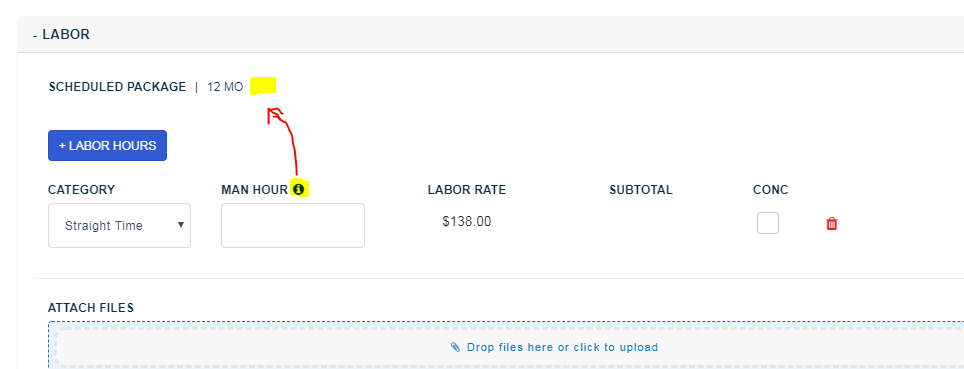 - LABOR
SCHEDULED PACKAGE | 12 MO
+ LABOR HOURS
CATEGORY MAN HOUR LABOR RATE SUBTOTAL CONC
Straight Time $138.00
ATTACH FILES
Drop files here or click to upload